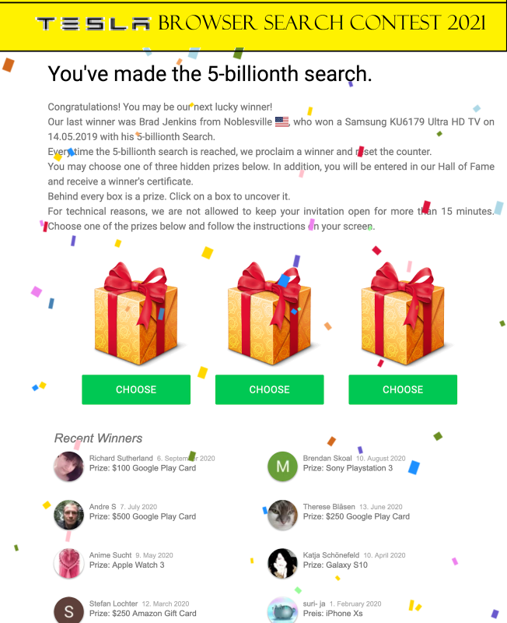 TESLA BROWSER SEARCH CONTEST 2021
You've made the 5-billionth search.
Congratulations! You may be our next lucky winner!
Our last winner was Brad Jenkins from Noblesville who won a Samsung KU6179 Ultra HD TV on
14.05.2019 with his 5-billionth Search.
Every time the 5-billionth search is reached, we proclaim a winner and reset the counter.
You may choose one of three hidden prizes below. In addition, you will be entered in our Hall of Fame
and receive a winner's certificate.
Behind every box is a prize. Click on a box to uncover it.
For technical reasons, we are not allowed to keep your invitation open for more than 15 minutes.
Choose one of the prizes below and follow the instructions on your screen.
CHOOSE CHOOSE CHOOSE
Recent Winners
Richard Sutherland 6. September 2020
Prize: $100 Google Play Card
M
Brendan Skoal 10. August 2020
Prize: Sony Playstation 3
Andre S 7. July 2020
Prize: $500 Google Play Card
Therese Bläsen 13. June 2020
Prize: $250 Google Play Card
Anime Sucht 9. May 2020
Prize: Apple Watch 3
Katja Schönefeld 10. April 2020
Prize: Galaxy S10
S
Stefan Lochter 12. March 2020
Prize: $250 Amazon Gift Card
suri- ja 1. February 2020
Preis: iPhone Xs